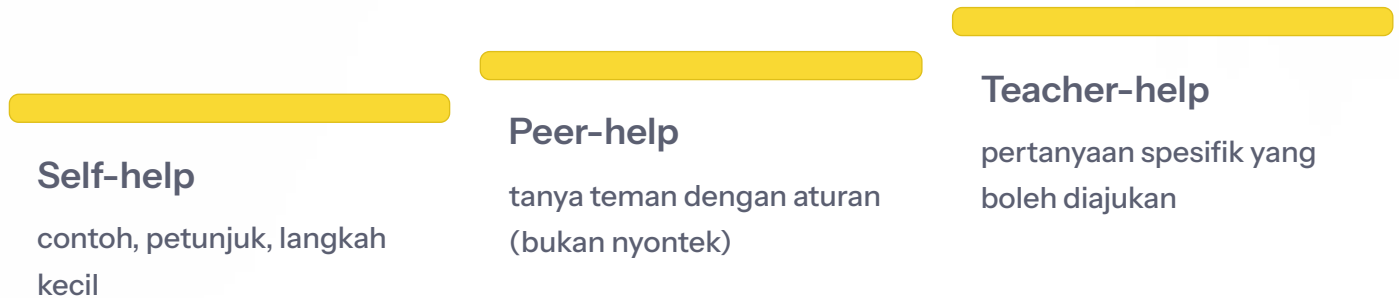 Self-help
contoh, petunjuk, langkah
kecil
Peer-help
tanya teman dengan aturan
(bukan nyontek)
Teacher-help
pertanyaan spesifik yang
boleh diajukan